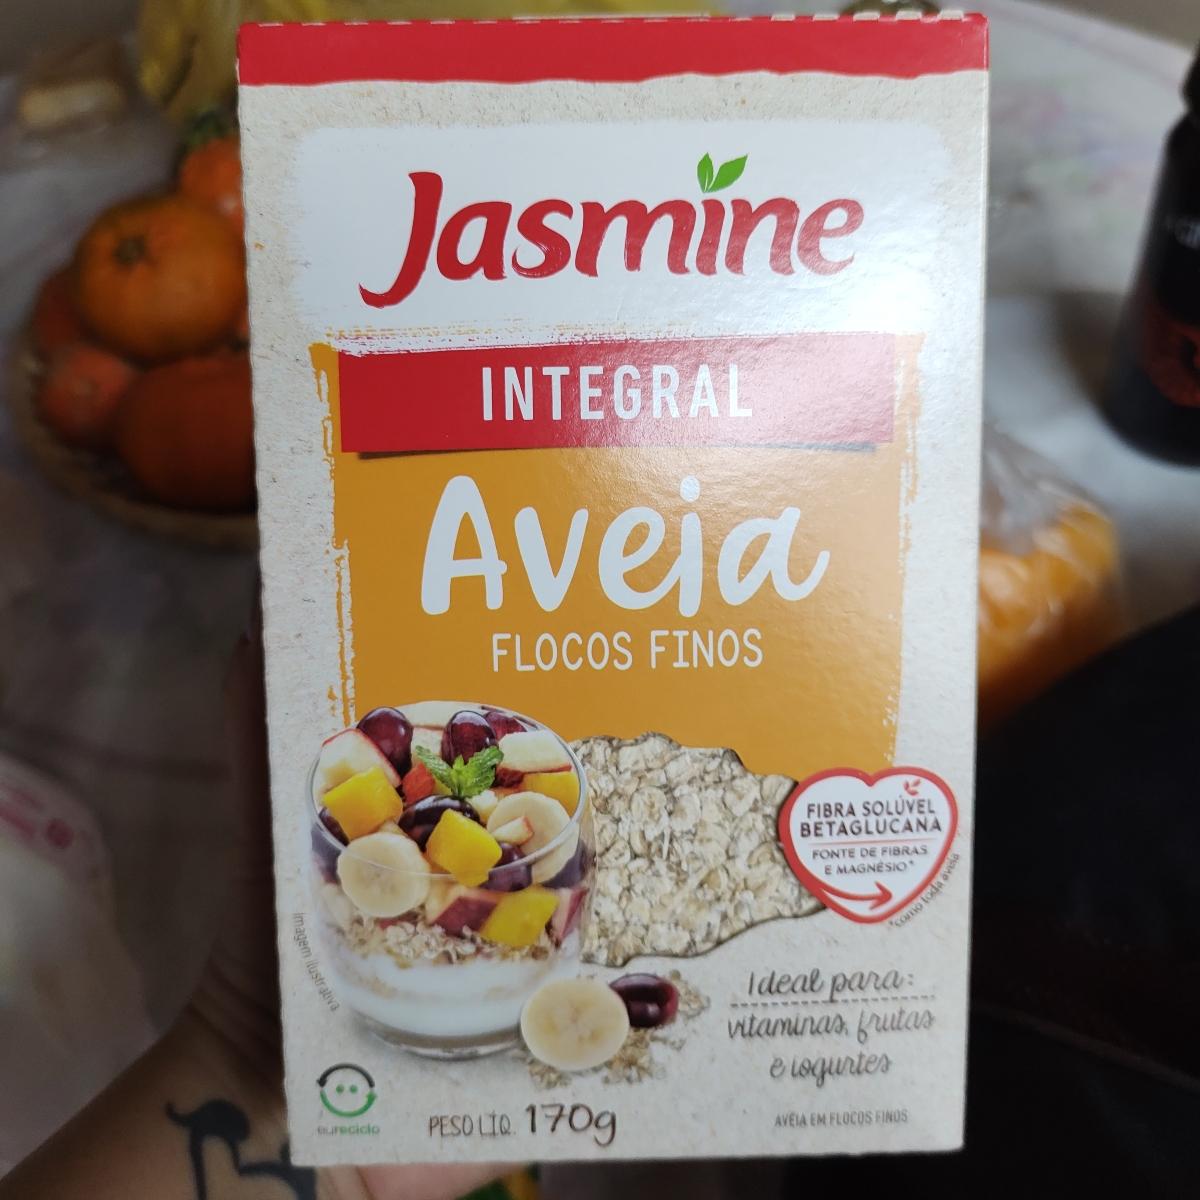 Jasmine
INTEGRAL
Aveia
FLOCOS FINOS
FIBRA SOLÚVEL
BETAGLUCANA
FONTE DE FIBRAS
E MAGNÉSIO*
*como toda aveia
Ideal para:
vitaminas, frutas
e iogurtes
Imagem ilustrativa
eureciclo
PESO LÍQ. 170g
AVEIA EM FLOCOS FINOS